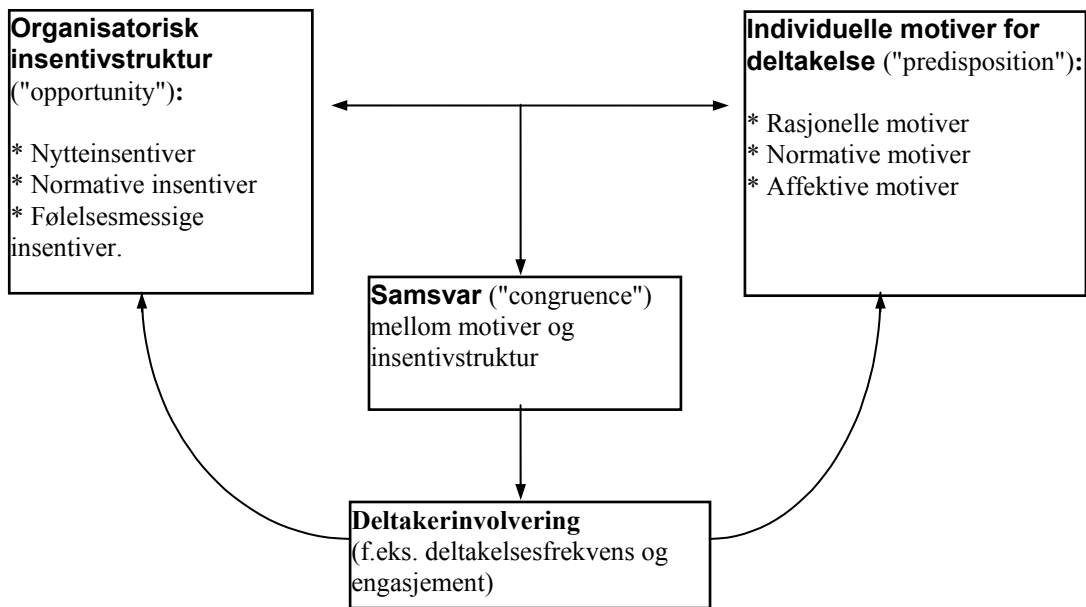 Organisatorisk
insentivstruktur
("opportunity"):
* Nytteinsentiver
* Normative insentiver
* Følelsesmessige
insentiver.
Individuelle motiver for
deltakelse ("predisposition"):
* Rasjonelle motiver
* Normative motiver
* Affektive motiver
Samsvar ("congruence")
mellom motiver og
insentivstruktur
Deltakerinvolvering
(f.eks. deltakelsesfrekvens og
engasjement)